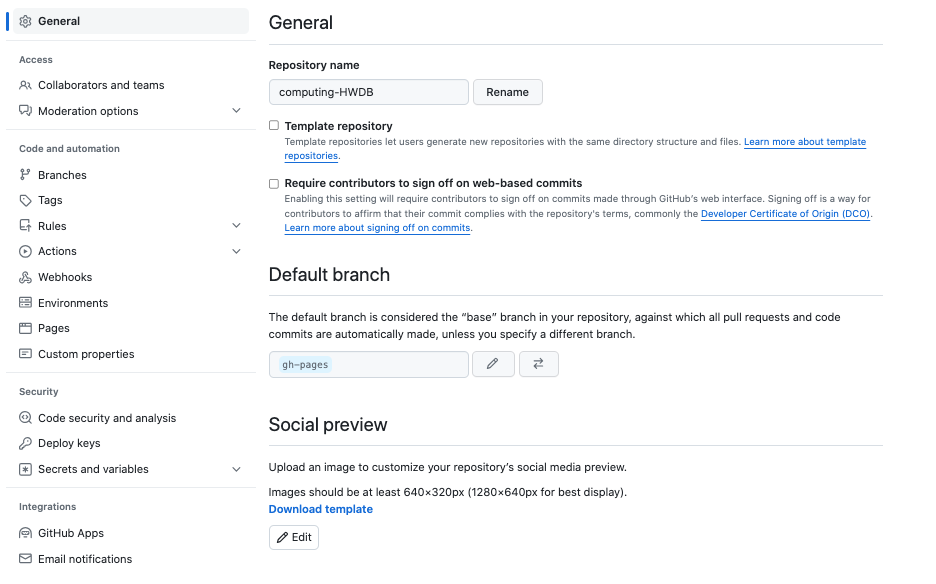 General
Access
Collaborators and teams
Moderation options
Code and automation
Branches
Tags
Rules
Actions
Webhooks
Environments
Pages
Custom properties
Security
Code security and analysis
Deploy keys
Secrets and variables
Integrations
GitHub Apps
Email notifications
General
Repository name
computing-HWDB
Rename
Template repository
Template repositories let users generate new repositories with the same directory structure and files. Learn more about template
repositories.
Require contributors to sign off on web-based commits
Enabling this setting will require contributors to sign off on commits made through GitHub's web interface. Signing off is a way for
contributors to affirm that their commit complies with the repository's terms, commonly the Developer Certificate of Origin (DCO).
Learn more about signing off on commits.
Default branch
The default branch is considered the “base” branch in your repository, against which all pull requests and code
commits are automatically made, unless you specify a different branch.
gh-pages
Social preview
Upload an image to customize your repository's social media preview.
Images should be at least 640×320px (1280×640px for best display).
Download template
Edit